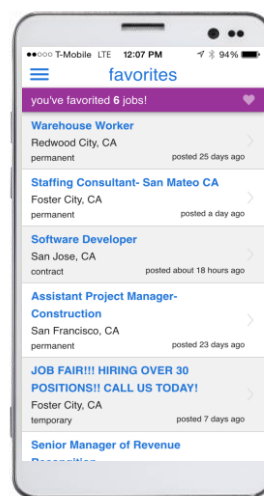 T-Mobile LTE 12:07 PM 94%
favorites
you've favorited 6 jobs!
Warehouse Worker
Redwood City, CA
permanent posted 25 days ago
Staffing Consultant- San Mateo CA
Foster City, CA
permanent posted a day ago
Software Developer
San Jose, CA
contract posted about 18 hours ago
Assistant Project Manager-
Construction
San Francisco, CA
permanent posted 23 days ago
JOB FAIR!!! HIRING OVER 30
POSITIONS!! CALL US TODAY!
Foster City, CA
temporary posted 7 days ago
Senior Manager of Revenue